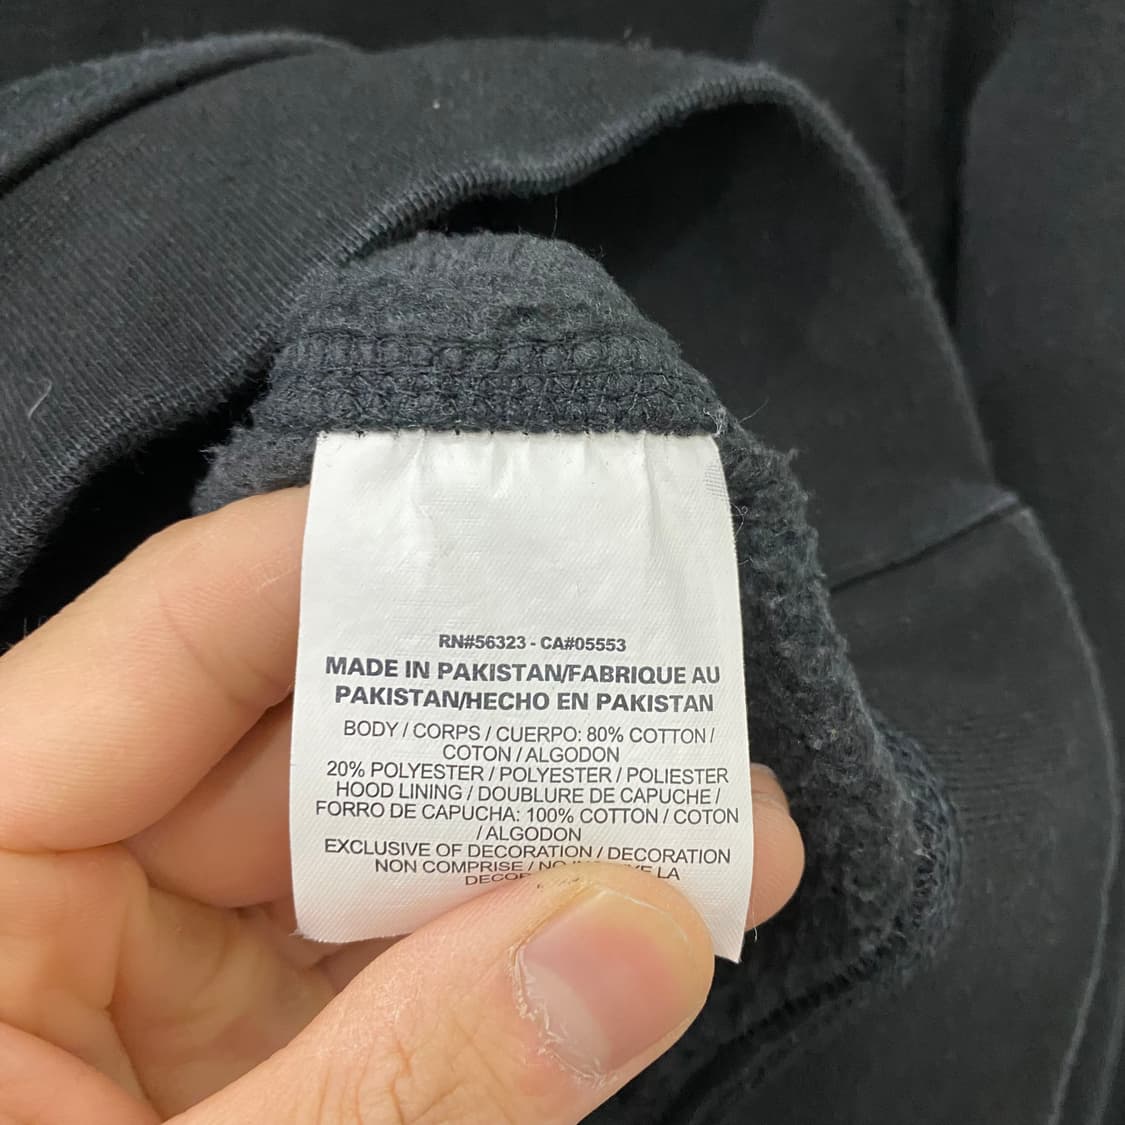 RN#56323 - CA#05553
MADE IN PAKISTAN/FABRIQUE AU
PAKISTAN/HECHO EN PAKISTAN
BODY / CORPS / CUERPO: 80% COTTON /
COTON / ALGODON
20% POLYESTER / POLYESTER / POLIESTER
HOOD LINING / DOUBLURE DE CAPUCHE /
FORRO DE CAPUCHA: 100% COTTON / COTON
/ ALGODON
EXCLUSIVE OF DECORATION / DECORATION
NON COMPRISE / LA